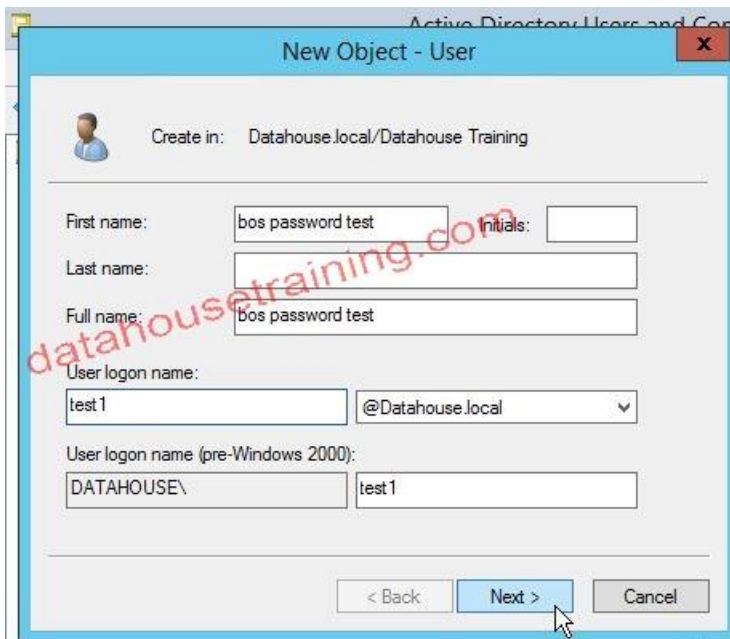 Active Directory Users and Con
New Object - User
x
Create in: Datahouse.local/Datahouse Training
First name: bos password test Initials:
Last name:
Full name: bos password test
datahousetraining.com
User logon name:
test1 @Datahouse.local
User logon name (pre-Windows 2000):
DATAHOUSE\ test1
< Back Next > Cancel